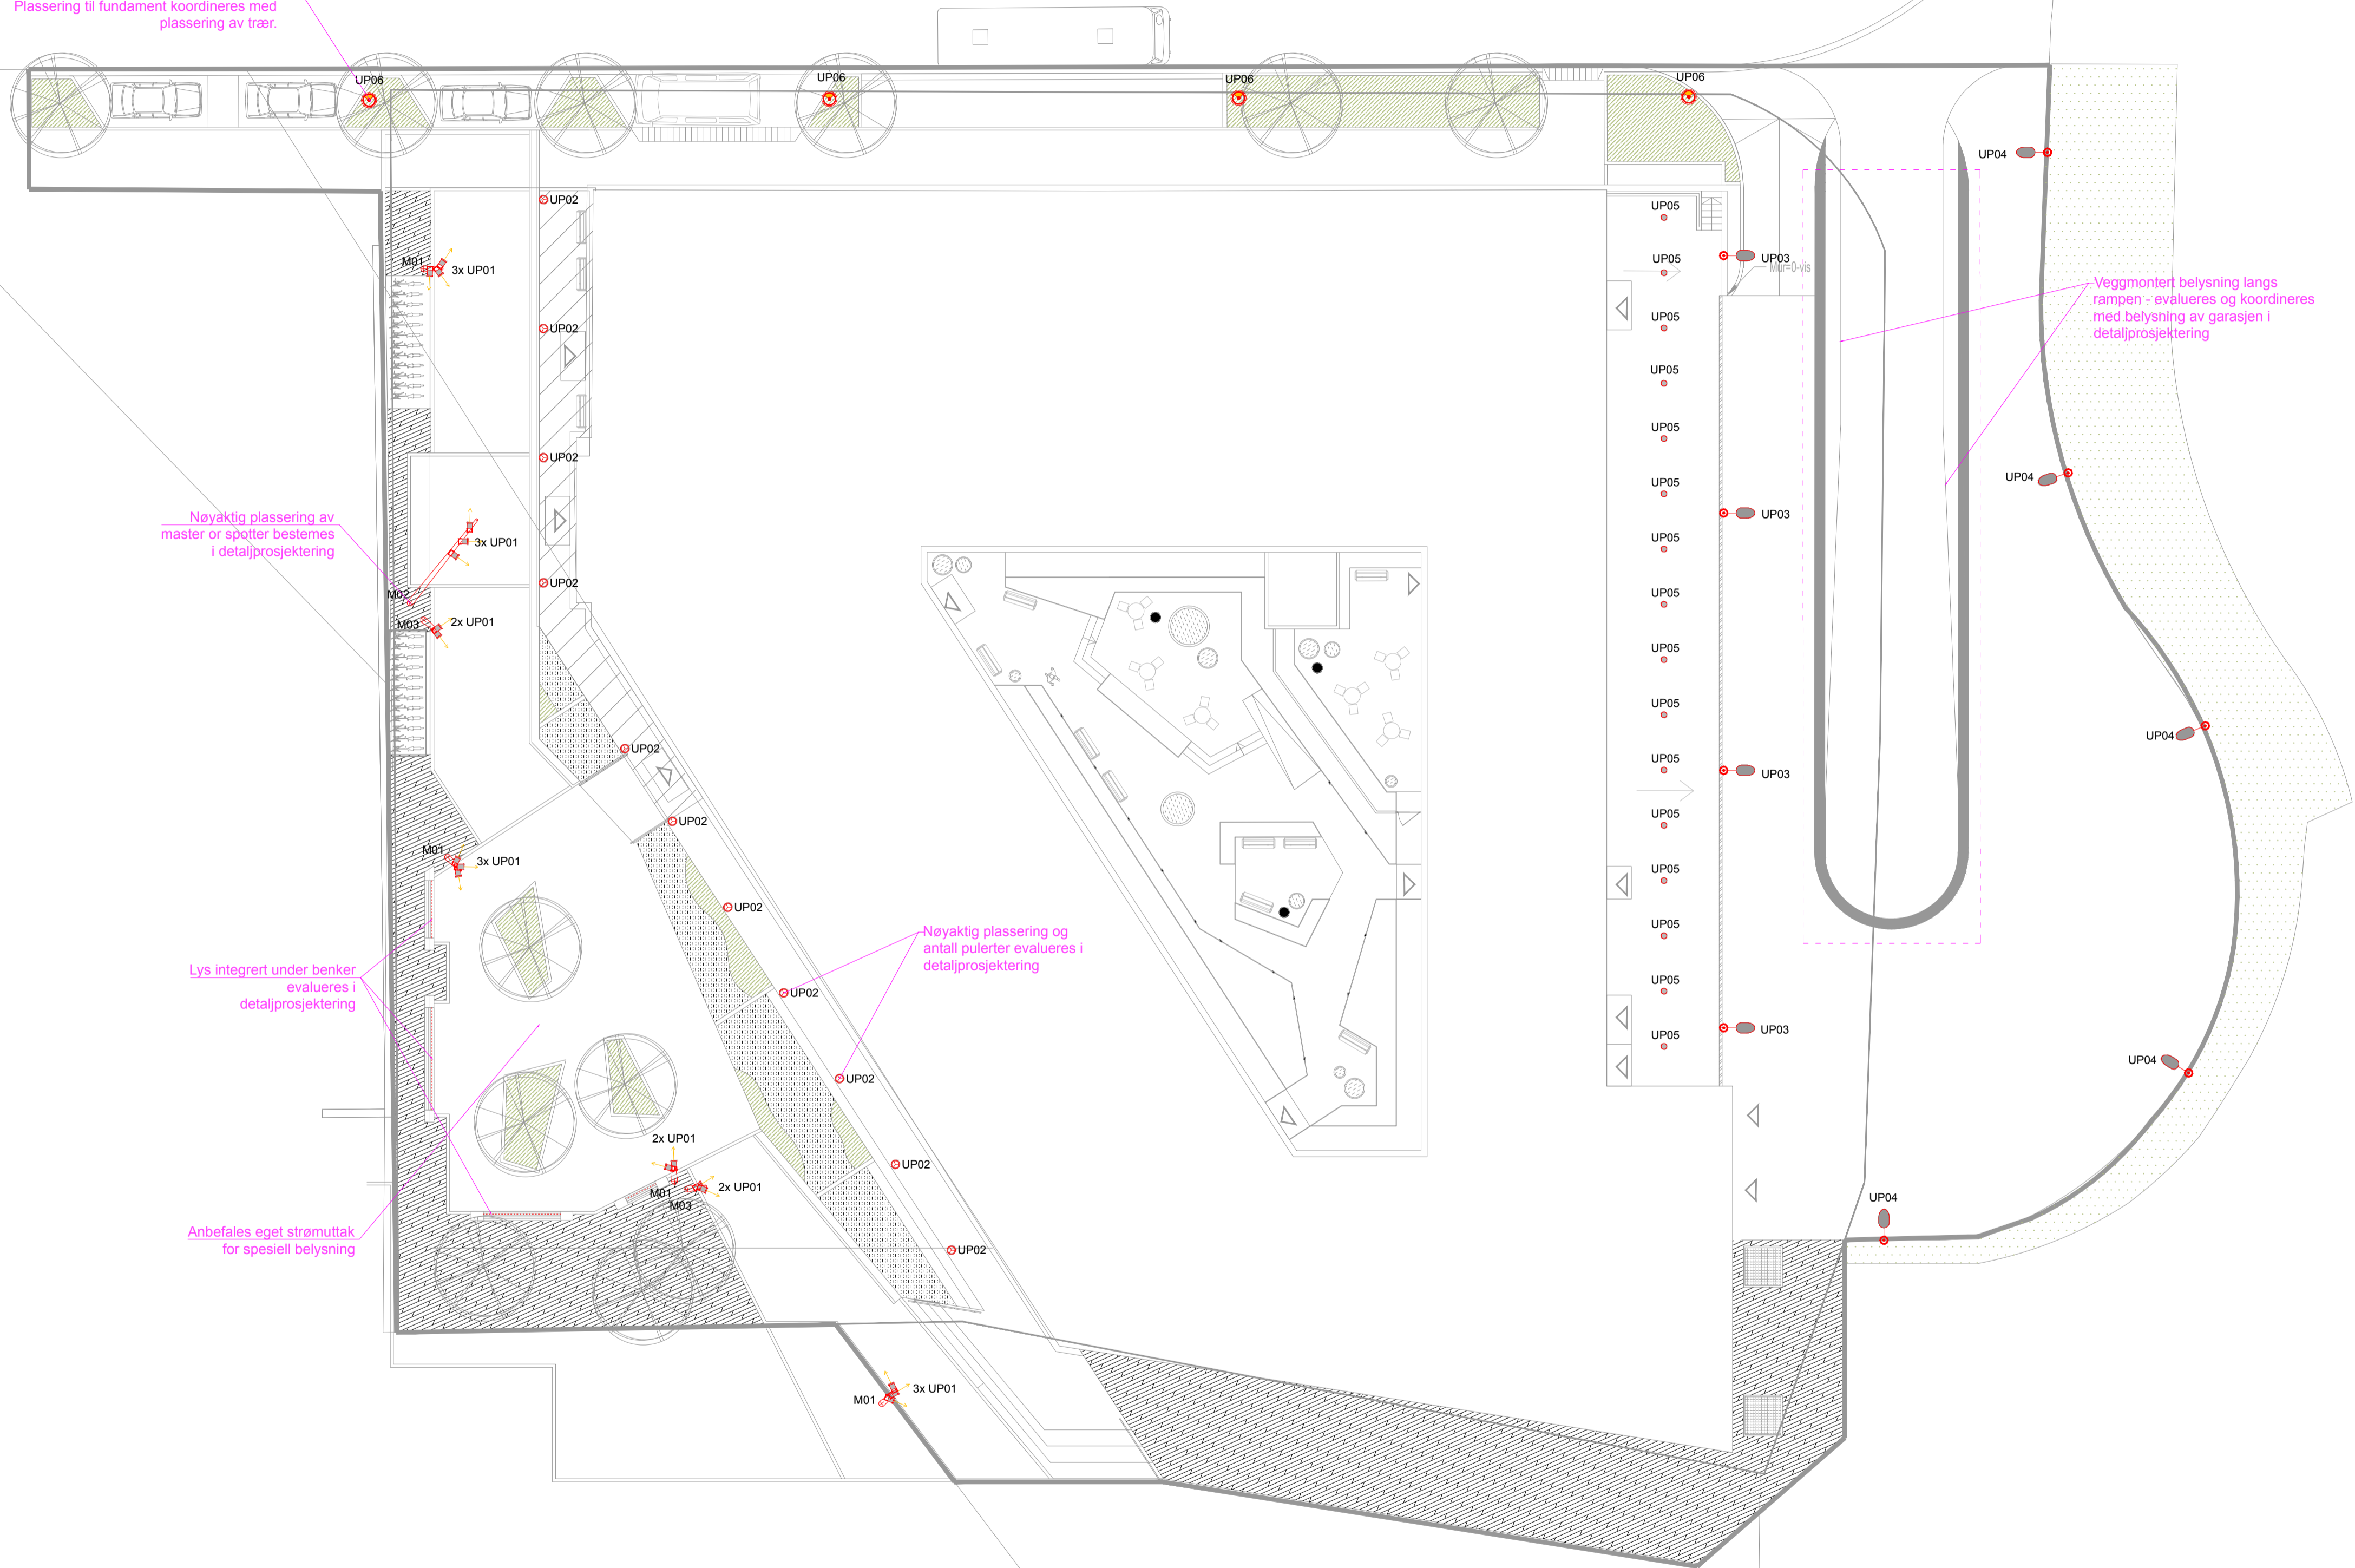 Plassering til fundament koordineres med
plassering av trær.
UP06
UP06
UP06
UP06
UP04
UP02
UP05
M01
3x UP01
UP05
UP03
Mur=0-vis
Veggmontert belysning langs
rampen - evalueres og koordineres
med belysning av garasjen i
detaljprosjektering
UP05
UP02
UP05
UP05
UP02
UP04
UP05
Nøyaktig plassering av
master or spotter bestemes
i detaljprosjektering
UP03
3x UP01
UP05
UP02
M02
UP05
M03
2x UP01
UP05
UP05
UP04
UP02
UP05
UP03
UP02
UP05
M01
3x UP01
UP05
UP02
UP05
Nøyaktig plassering og
antall pulerter evalueres i
detaljprosjektering
Lys integrert under benker
evalueres i
detaljprosjektering
UP05
UP02
UP03
UP05
UP04
UP02
2x UP01
UP02
M01
2x UP01
M03
UP04
Anbefales eget strømuttak
for spesiell belysning
UP02
3x UP01
M01